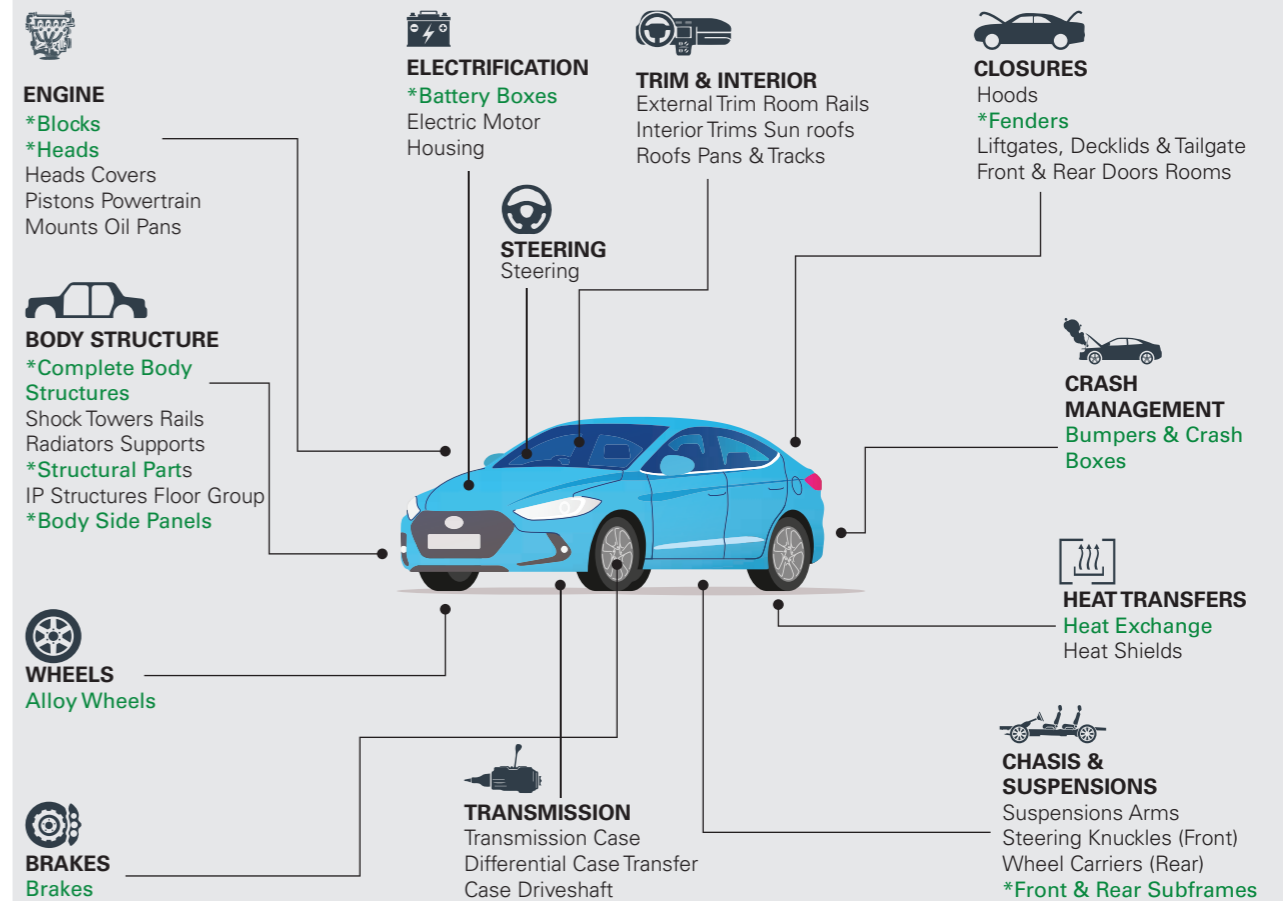 ENGINE
*Blocks
*Heads
Heads Covers
Pistons Powertrain
Mounts Oil Pans
ELECTRIFICATION
*Battery Boxes
Electric Motor
Housing
STEERING
Steering
TRIM & INTERIOR
External Trim Room Rails
Interior Trims Sun roofs
Roofs Pans & Tracks
CLOSURES
Hoods
*Fenders
Liftgates, Decklids & Tailgate
Front & Rear Doors Rooms
BODY STRUCTURE
*Complete Body
Structures
Shock Towers Rails
Radiators Supports
*Structural Parts
IP Structures Floor Group
*Body Side Panels
CRASH
MANAGEMENT
Bumpers & Crash
Boxes
HEAT TRANSFERS
Heat Exchange
Heat Shields
WHEELS
Alloy Wheels
BRAKES
Brakes
TRANSMISSION
Transmission Case
Differential Case Transfer
Case Driveshaft
CHASIS &
SUSPENSIONS
Suspensions Arms
Steering Knuckles (Front)
Wheel Carriers (Rear)
*Front & Rear Subframes